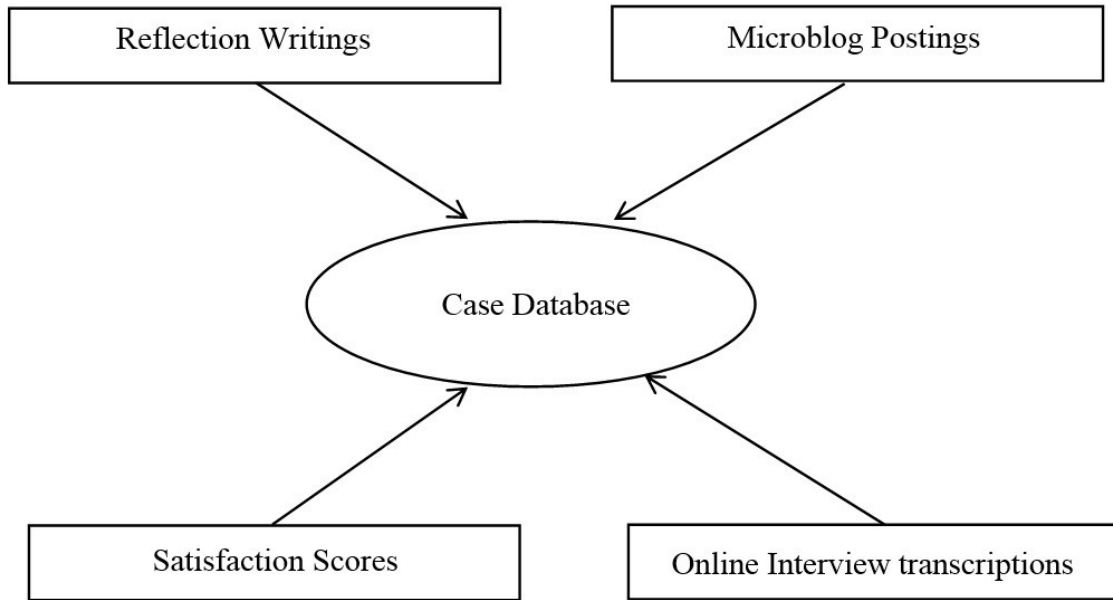 Reflection Writings
Microblog Postings
Case Database
Satisfaction Scores
Online Interview transcriptions